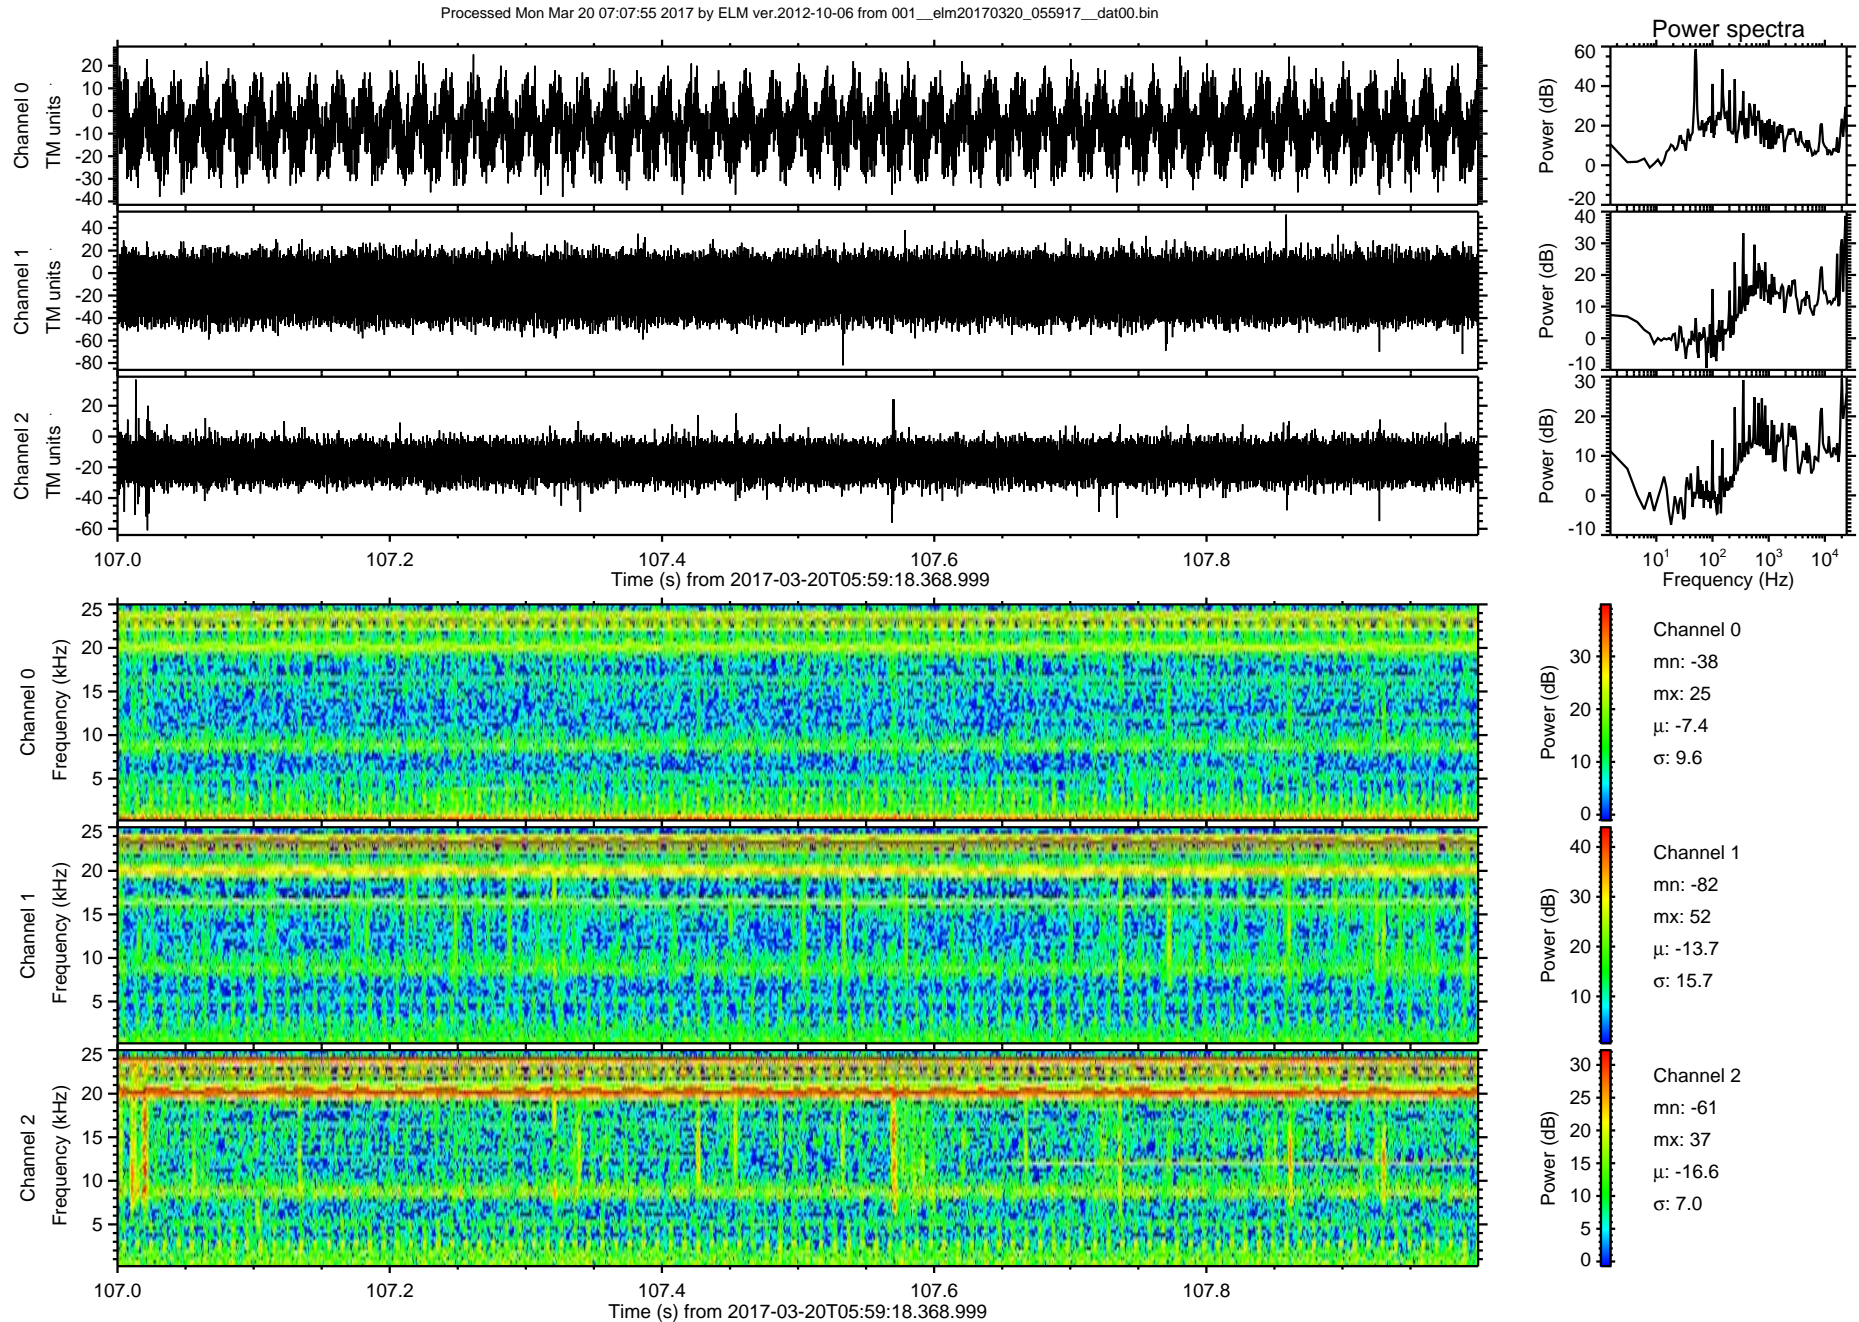 Processed Mon Mar 20 07:07:55 2017 by ELM ver.2012-10-06 from 001__elm20170320_055917__dat00.bin
Power spectra
Channel 0
TM units
20
10
0
-10
-20
-30
-40
Power (dB)
60
40
20
0
-20
Channel 1
TM units
40
20
0
-20
-40
-60
-80
Power (dB)
40
30
20
10
0
-10
Channel 2
TM units
20
0
-20
-40
-60
Power (dB)
30
20
10
0
-10
107.0 107.2 107.4 107.6 107.8
Time (s) from 2017-03-20T05:59:18.368.999
10^1 10^2 10^3 10^4
Frequency (Hz)
Channel 0
Frequency (kHz)
25
20
15
10
5
Power (dB)
30
20
10
0
Channel 0
mn: -38
mx: 25
μ: -7.4
σ: 9.6
Channel 1
Frequency (kHz)
25
20
15
10
5
Power (dB)
40
30
20
10
Channel 1
mn: -82
mx: 52
μ: -13.7
σ: 15.7
Channel 2
Frequency (kHz)
25
20
15
10
5
Power (dB)
30
25
20
15
10
5
0
Channel 2
mn: -61
mx: 37
μ: -16.6
σ: 7.0
107.0 107.2 107.4 107.6 107.8
Time (s) from 2017-03-20T05:59:18.368.999